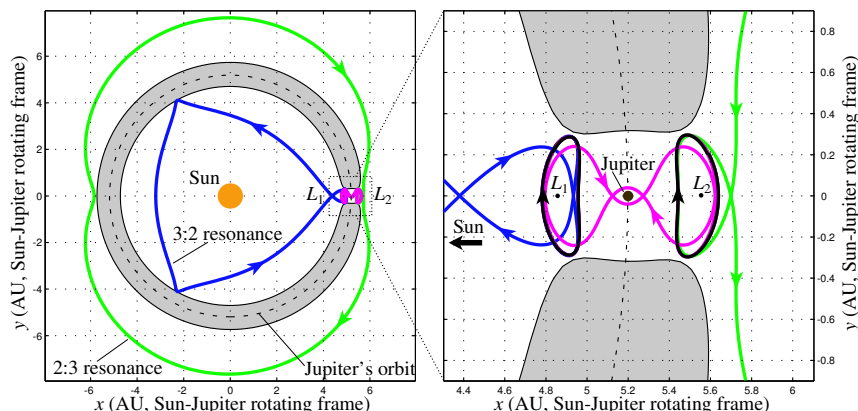 6
4
2
0
-2
-4
-6
y (AU, Sun-Jupiter rotating frame)
Sun
L1
L2
3:2 resonance
2:3 resonance
Jupiter's orbit
-8
-6
-4
-2
0
2
4
6
x (AU, Sun-Jupiter rotating frame)
Jupiter
L1
L2
Sun
0.8
0.6
0.4
0.2
0
-0.2
-0.4
-0.6
-0.8
y (AU, Sun-Jupiter rotating frame)
4.4
4.6
4.8
5
5.2
5.4
5.6
5.8
6
x (AU, Sun-Jupiter rotating frame)